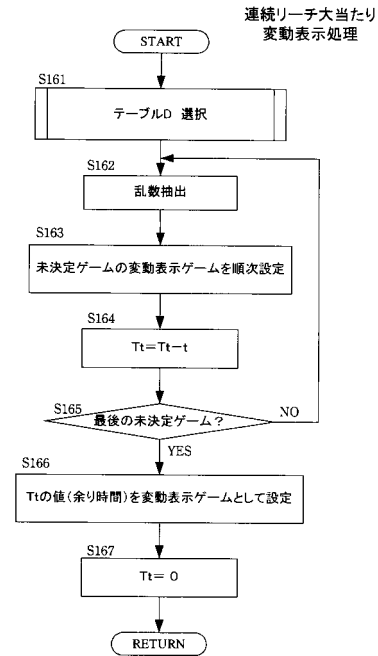 連続リーチ大当たり
変動表示処理
START
S161
テーブルD 選択
S162
乱数抽出
S163
未決定ゲームの変動表示ゲームを順次設定
S164
Tt=Tt-t
S165
最後の未決定ゲーム?
NO
YES
S166
Ttの値(余り時間)を変動表示ゲームとして設定
S167
Tt= 0
RETURN